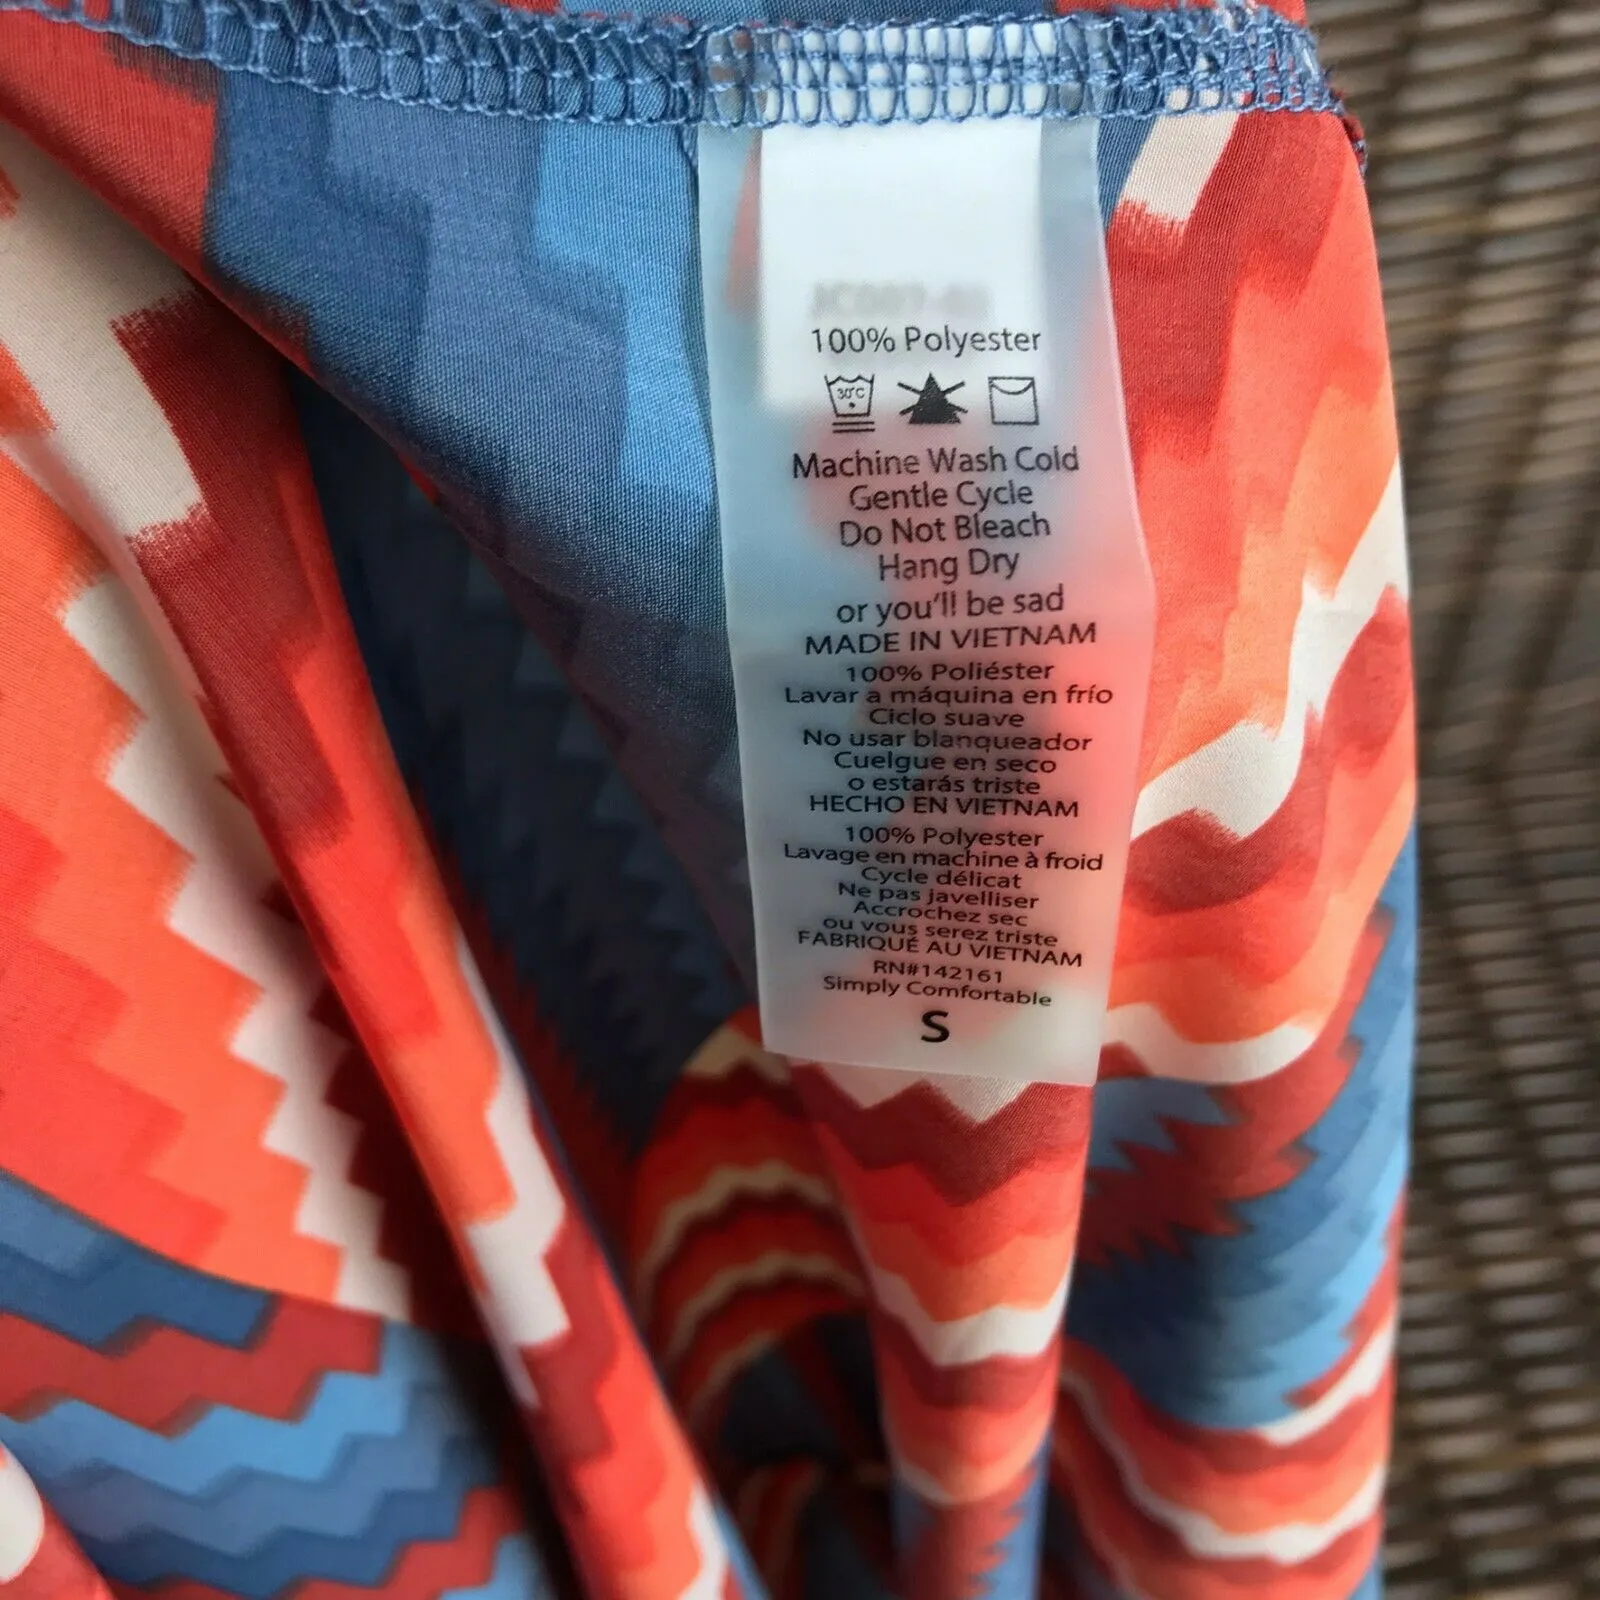 100% Polyester
30°C
Machine Wash Cold
Gentle Cycle
Do Not Bleach
Hang Dry
or you'll be sad
MADE IN VIETNAM
100% Poliéster
Lavar a máquina en frío
Ciclo suave
No usar blanqueador
Cuelgue en seco
o estarás triste
HECHO EN VIETNAM
100% Polyester
Lavage en machine à froid
Cycle délicat
Ne pas javelliser
Accrochez sec
ou vous serez triste
FABRIQUÉ AU VIETNAM
RN#142161
Simply Comfortable
S